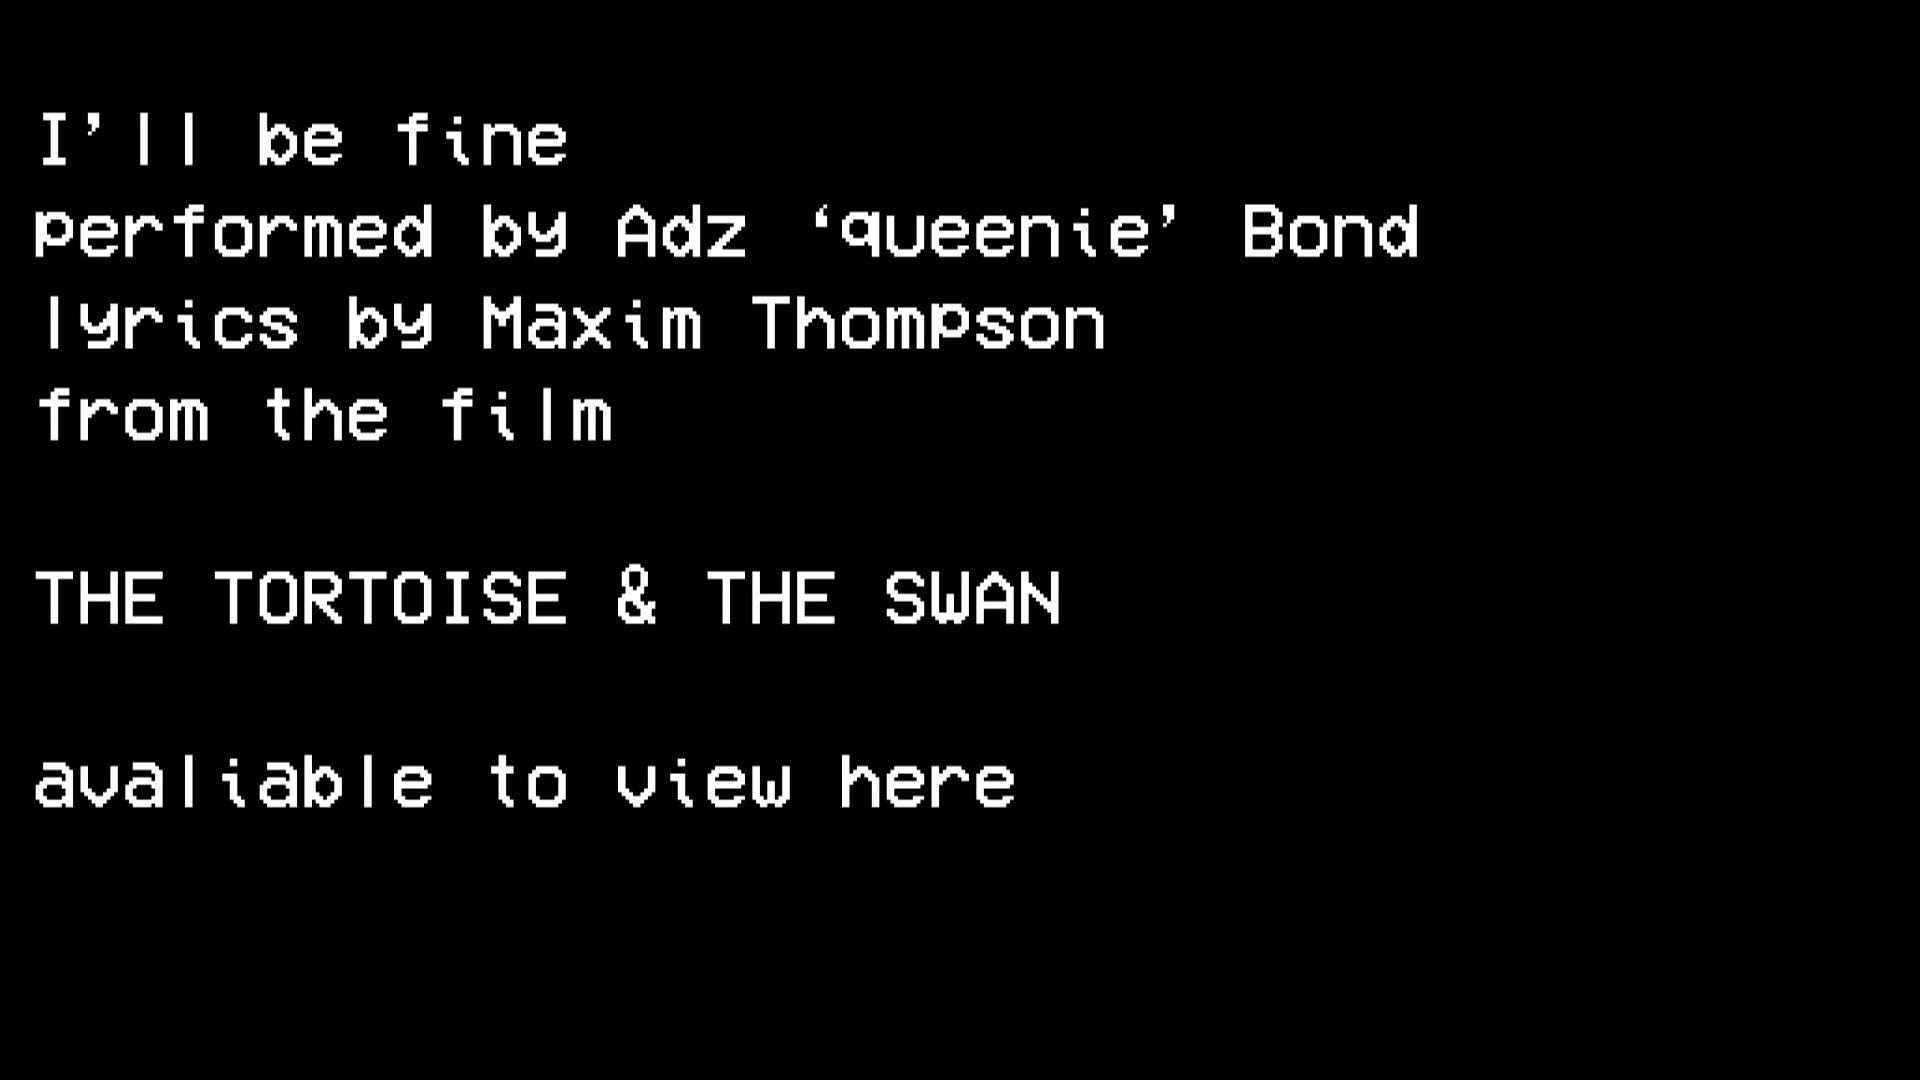 I’ll be fine
performed by Adz ‘queenie’ Bond
lyrics by Maxim Thompson
from the film
THE TORTOISE & THE SWAN
avaliable to view here